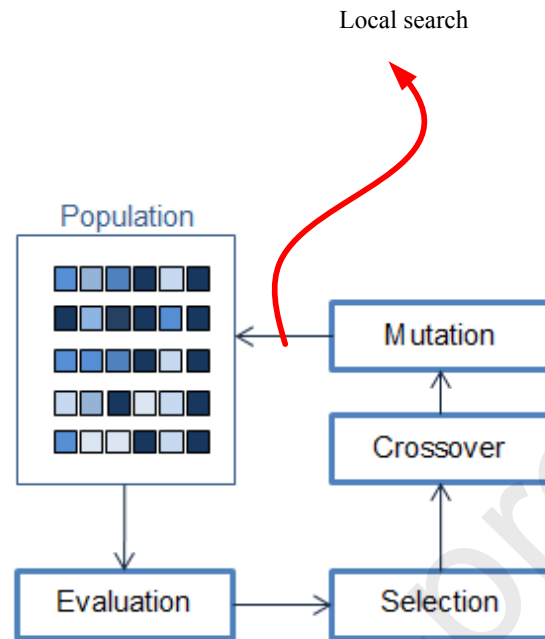 Local search
Population
Mutation
Crossover
Evaluation
Selection